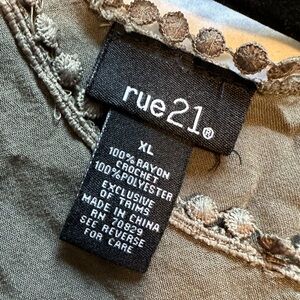 rue21®
XL
100% RAYON
CROCHET
100% POLYESTER
EXCLUSIVE
OF TRIMS
MADE IN CHINA
RN 70829
SEE REVERSE
FOR CARE